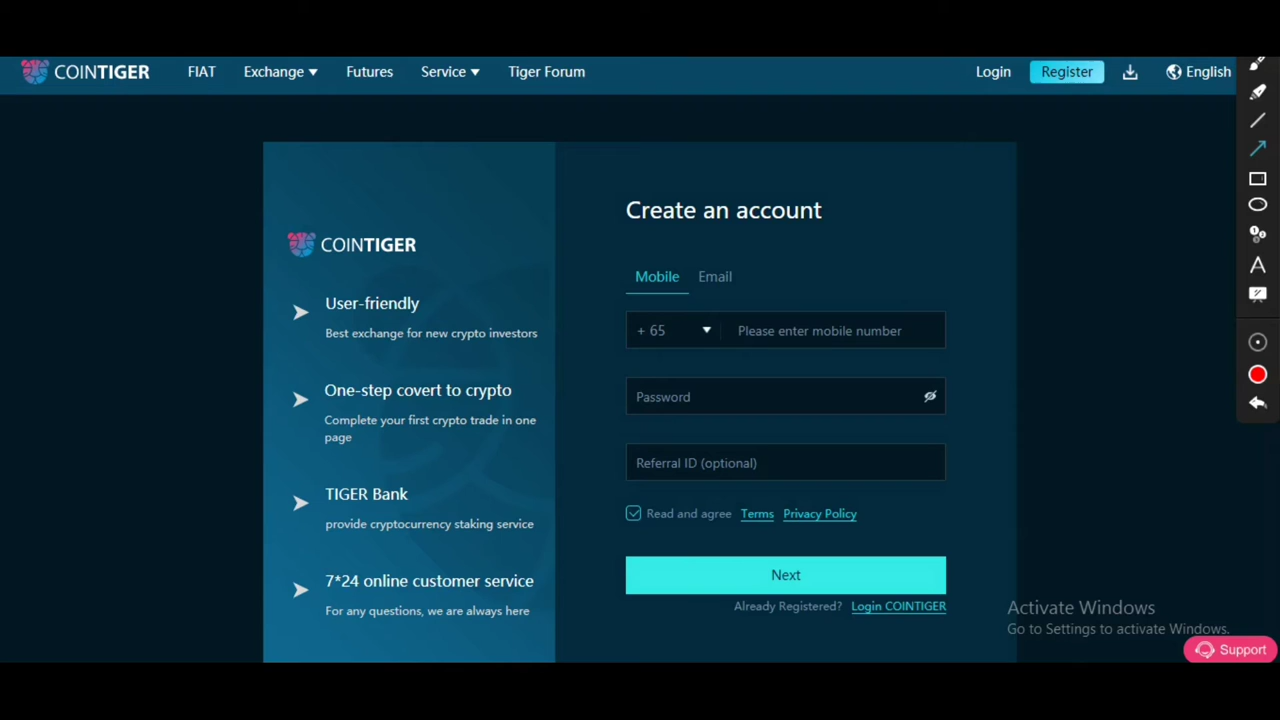 COINTIGER FIAT Exchange Futures Service Tiger Forum Login Register English
COINTIGER
User-friendly
Best exchange for new crypto investors
One-step covert to crypto
Complete your first crypto trade in one
page
TIGER Bank
provide cryptocurrency staking service
7*24 online customer service
For any questions, we are always here
Create an account
Mobile Email
+ 65 Please enter mobile number
Password
Referral ID (optional)
Read and agree Terms Privacy Policy
Next
Already Registered? Login COINTIGER
Activate Windows
Go to Settings to activate Windows.
Support